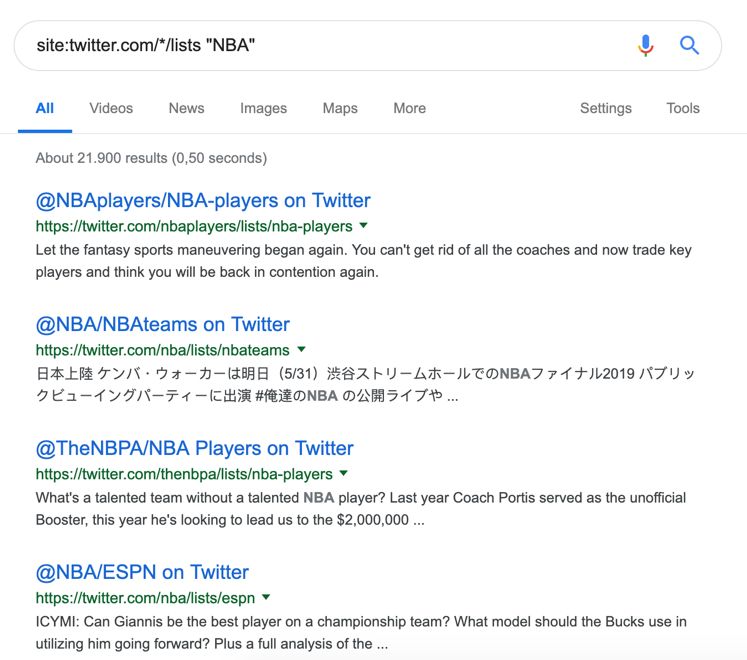 site:twitter.com/*/lists "NBA"
All Videos News Images Maps More Settings Tools
About 21.900 results (0,50 seconds)
@NBAplayers/NBA-players on Twitter
https://twitter.com/nbaplayers/lists/nba-players
Let the fantasy sports maneuvering began again. You can't get rid of all the coaches and now trade key
players and think you will be back in contention again.
@NBA/NBAteams on Twitter
https://twitter.com/nba/lists/nbateams
日本上陸 ケンバ・ウォーカーは明日（5/31）渋谷ストリームホールでのNBAファイナル2019 パブリッ
クビューイングパーティーに出演 #俺達のNBA の公開ライブや ...
@TheNBPA/NBA Players on Twitter
https://twitter.com/thenbpa/lists/nba-players
What's a talented team without a talented NBA player? Last year Coach Portis served as the unofficial
Booster, this year he's looking to lead us to the $2,000,000 ...
@NBA/ESPN on Twitter
https://twitter.com/nba/lists/espn
ICYMI: Can Giannis be the best player on a championship team? What model should the Bucks use in
utilizing him going forward? Plus a full analysis of the ...